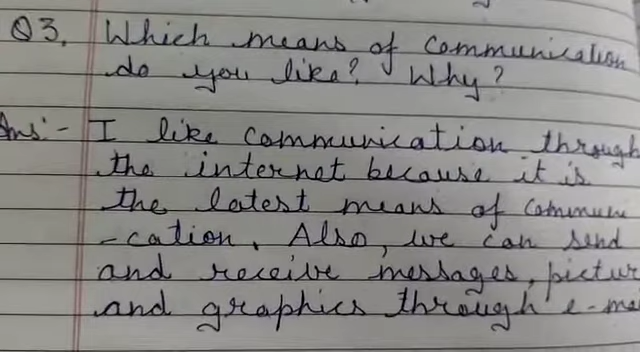 Q3. Which means of communication
do you like? Why?
Ans:- I like communication through
the internet because it is
the latest means of commun
-cation. Also, we can send
and receive messages, pictur
and graphics through e-ma